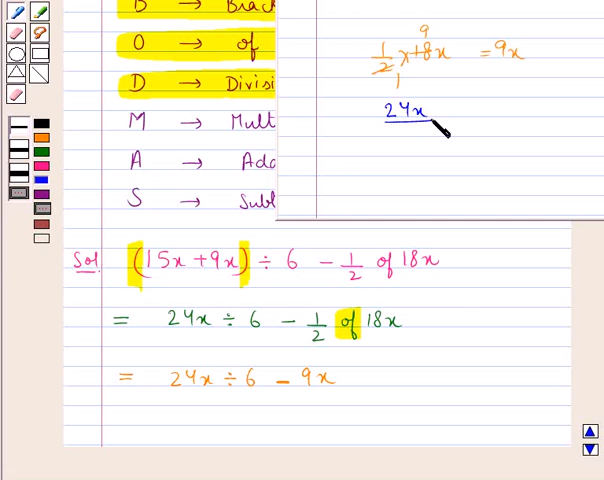 B → Brac
O → of
D → Divisi
M → Mult
A → Add
S → Subt
9
1/2 x 18x = 9x
1
24x
Sol. (15x + 9x) ÷ 6 - 1/2 of 18x
= 24x ÷ 6 - 1/2 of 18x
= 24x ÷ 6 - 9x